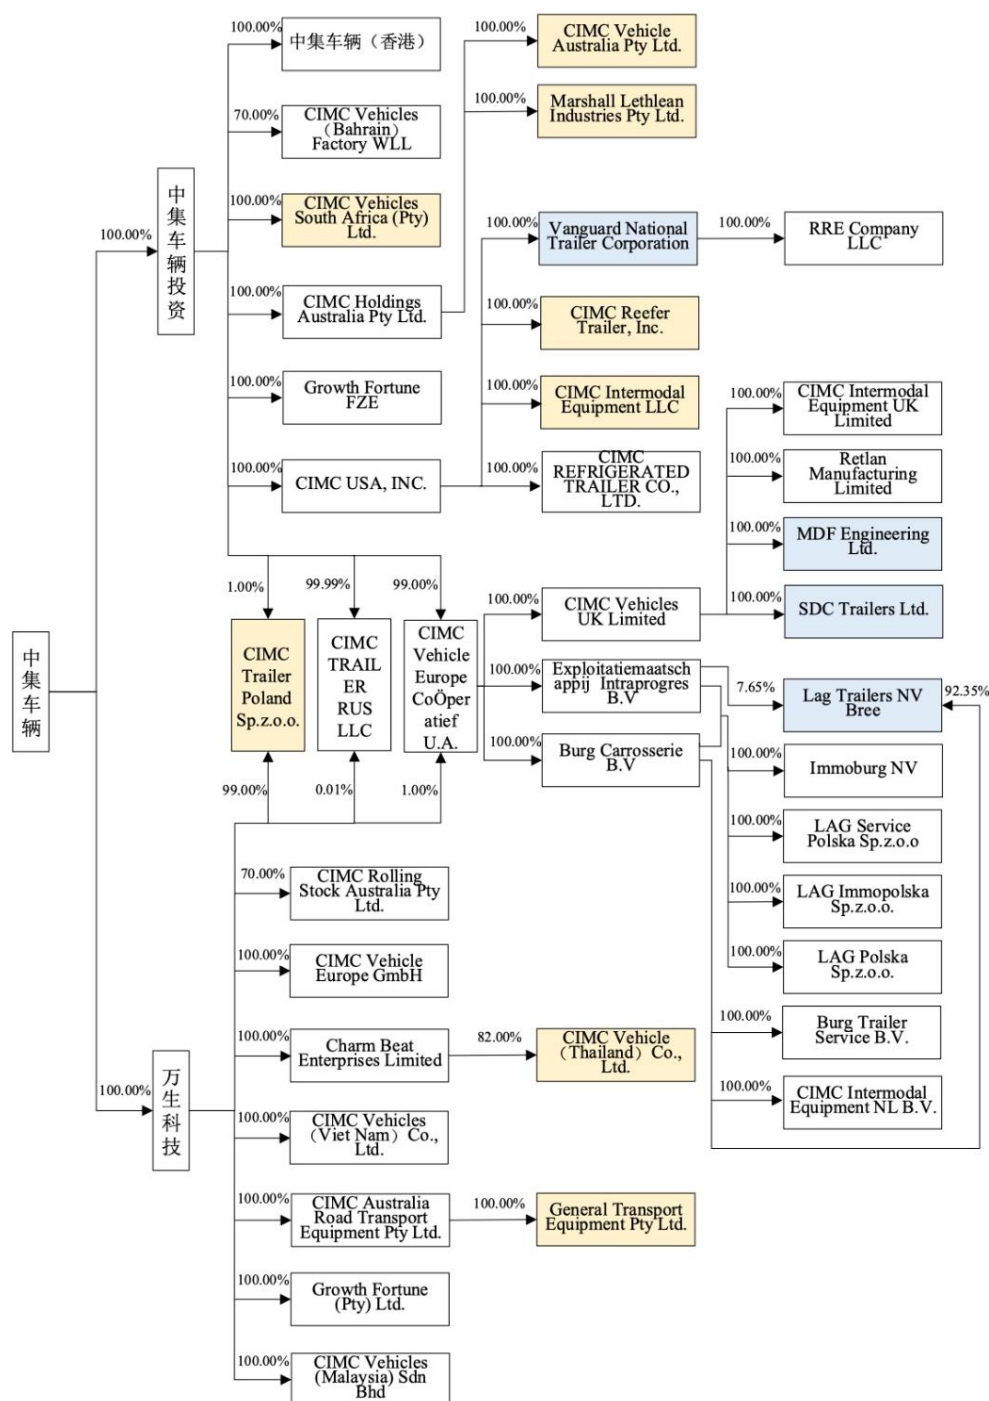 100.00%
中集车辆（香港）
100.00%
CIMC Vehicle
Australia Pty Ltd.
100.00%
Marshall Lethlean
Industries Pty Ltd.
70.00%
CIMC Vehicles
（Bahrain）
Factory WLL
100.00%
中集车辆投资
100.00%
CIMC Vehicles
South Africa (Pty)
Ltd.
100.00%
Vanguard National
Trailer Corporation
100.00%
RRE Company
LLC
100.00%
CIMC Holdings
Australia Pty Ltd.
100.00%
CIMC Reefer
Trailer, Inc.
100.00%
Growth Fortune
FZE
100.00%
CIMC Intermodal
Equipment LLC
100.00%
CIMC Intermodal
Equipment UK
Limited
100.00%
CIMC USA, INC.
100.00%
CIMC
REFRIGERATED
TRAILER CO.,
LTD.
100.00%
Retlan
Manufacturing
Limited
100.00%
MDF Engineering
Ltd.
1.00%
99.99%
99.00%
100.00%
CIMC Vehicles
UK Limited
100.00%
SDC Trailers Ltd.
中集车辆
CIMC
Trailer
Poland
Sp.z.o.o.
CIMC
TRAIL
ER
RUS
LLC
CIMC
Vehicle
Europe
CoÖper
atief
U.A.
100.00%
Exploitatiemaatsch
appij Intraprogres
B.V
7.65%
Lag Trailers NV
Bree
92.35%
100.00%
Burg Carrosserie
B.V
100.00%
Immoburg NV
99.00%
0.01%
1.00%
100.00%
LAG Service
Polska Sp.z.o.o
70.00%
CIMC Rolling
Stock Australia Pty
Ltd.
100.00%
LAG Immopolska
Sp.z.o.o.
100.00%
CIMC Vehicle
Europe GmbH
100.00%
LAG Polska
Sp.z.o.o.
100.00%
Charm Beat
Enterprises Limited
82.00%
CIMC Vehicle
（Thailand）Co.,
Ltd.
100.00%
Burg Trailer
Service B.V.
100.00%
万生科技
100.00%
CIMC Vehicles
（Viet Nam）Co.,
Ltd.
100.00%
CIMC Intermodal
Equipment NL B.V.
100.00%
CIMC Australia
Road Transport
Equipment Pty Ltd.
100.00%
General Transport
Equipment Pty Ltd.
100.00%
Growth Fortune
(Pty) Ltd.
100.00%
CIMC Vehicles
(Malaysia) Sdn
Bhd